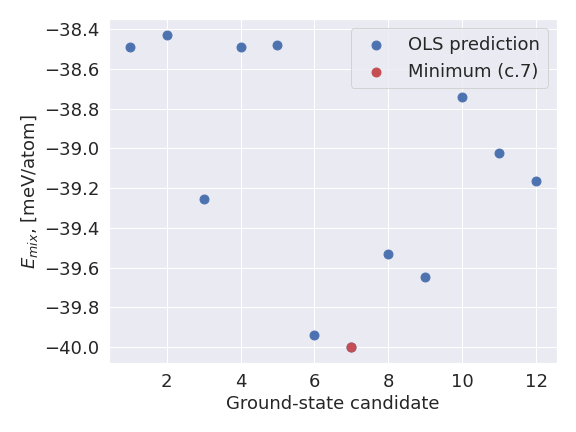 −38.4
−38.6
−38.8
−39.0
−39.2
−39.4
−39.6
−39.8
−40.0
E_mix, [meV/atom]
OLS prediction
Minimum (c.7)
2 4 6 8 10 12
Ground-state candidate